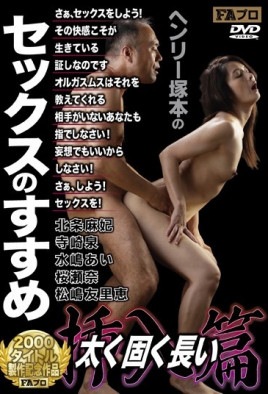 さぁ、セックスをしよう!
その快感こそが
生きている
証しなのです
オルガスムスはそれを
教えてくれる
相手がいないあなたも
指でしなさい!
妄想でもいいから
しなさい!
さぁ、しよう!
セックスを!
FAプロ
DVD
VIDEO
ヘンリー塚本の
セックスのすすめ
北条麻妃
寺崎泉
水嶋あい
桜瀬奈
松嶋友里恵
挿入篇
太く固く長い
2000
タイトル
製作記念作品
FAプロ